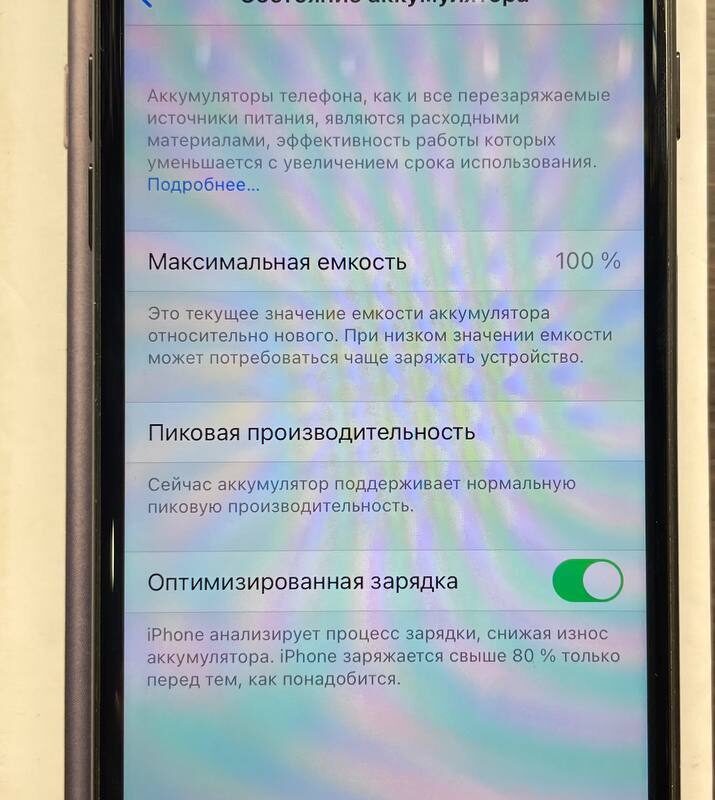 Состояние аккумулятора
Аккумуляторы телефона, как и все перезаряжаемые
источники питания, являются расходными
материалами, эффективность работы которых
уменьшается с увеличением срока использования.
Подробнее...
Максимальная емкость 100 %
Это текущее значение емкости аккумулятора
относительно нового. При низком значении емкости
может потребоваться чаще заряжать устройство.
Пиковая производительность
Сейчас аккумулятор поддерживает нормальную
пиковую производительность.
Оптимизированная зарядка
iPhone анализирует процесс зарядки, снижая износ
аккумулятора. iPhone заряжается свыше 80 % только
перед тем, как понадобится.